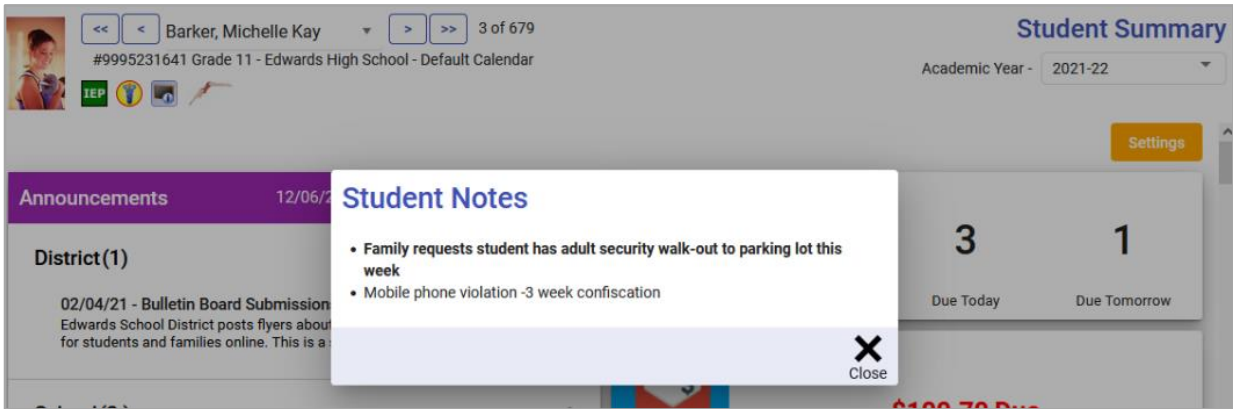 << < Barker, Michelle Kay > >> 3 of 679
#9995231641 Grade 11 - Edwards High School - Default Calendar
IEP
Student Summary
Academic Year - 2021-22
Settings
Announcements 12/06/2
District(1)
02/04/21 - Bulletin Board Submission
Edwards School District posts flyers about
for students and families online. This is a
Student Notes
• Family requests student has adult security walk-out to parking lot this
week
• Mobile phone violation -3 week confiscation
Close
3 1
Due Today Due Tomorrow